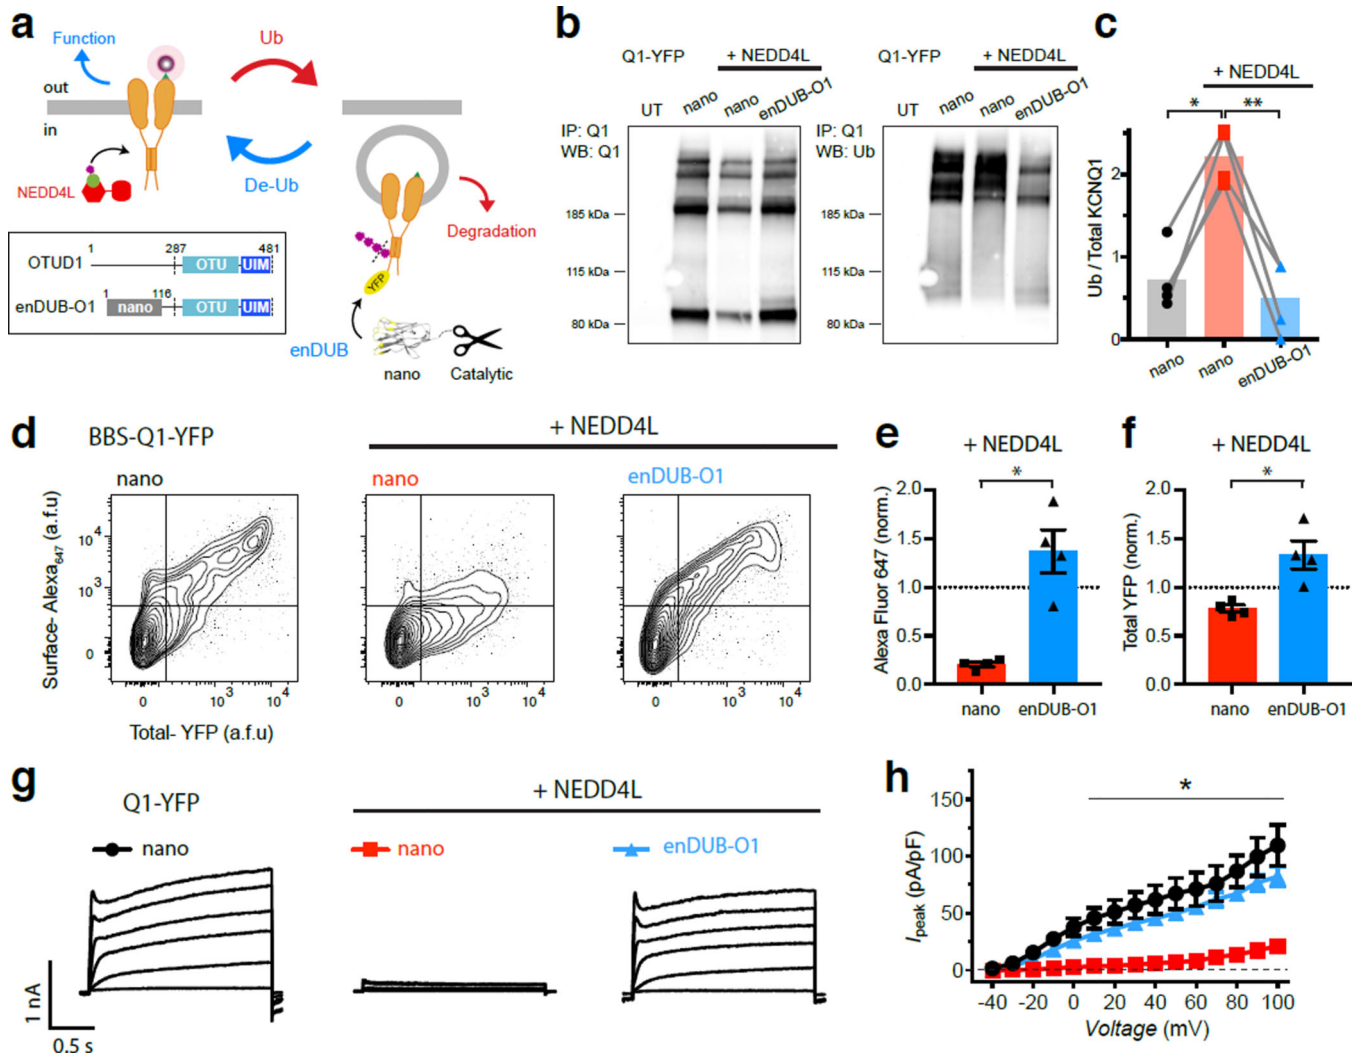 a
Function
Ub
out
in
NEDD4L
De-Ub
Degradation
YFP
enDUB
nano
Catalytic
1 287 481
OTUD1 OTU UIM
1 116
enDUB-O1 nano OTU UIM
b
Q1-YFP + NEDD4L
UT nano nano enDUB-O1
IP: Q1
WB: Q1
185 kDa
115 kDa
80 kDa
Q1-YFP + NEDD4L
UT nano nano enDUB-O1
IP: Q1
WB: Ub
185 kDa
115 kDa
80 kDa
c
+ NEDD4L
* **
Ub / Total KCNQ1
2
1
0
nano nano enDUB-O1
d
BBS-Q1-YFP
+ NEDD4L
nano nano enDUB-O1
Surface- Alexa647 (a.f.u)
10^4
10^3
0
0 10^3 10^4
0 10^3 10^4
0 10^3 10^4
Total- YFP (a.f.u)
e
+ NEDD4L
*
Alexa Fluor 647 (norm.)
2.0
1.5
1.0
0.5
0.0
nano enDUB-O1
f
+ NEDD4L
*
Total YFP (norm.)
2.0
1.5
1.0
0.5
0.0
nano enDUB-O1
g
Q1-YFP
+ NEDD4L
nano nano enDUB-O1
1 nA
0.5 s
h
*
Ipeak (pA/pF)
150
100
50
0
-40 -20 0 20 40 60 80 100
Voltage (mV)